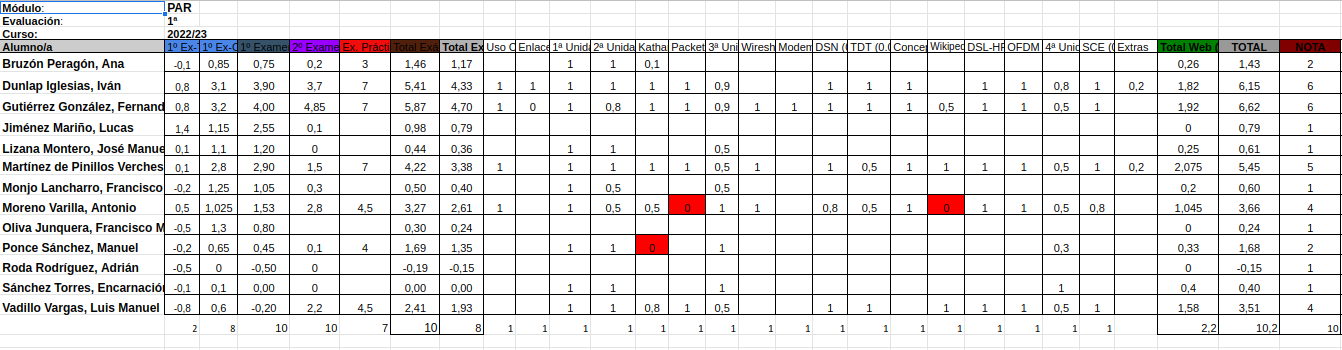 Módulo: PAR
Evaluación: 1ª
Curso: 2022/23
Alumno/a 1º Ex- 1º Ex-C 1º Exame 2º Exame Ex. Prácti Total Exá Total Ex Uso C Enlace 1ª Unida 2ª Unida Katha Packet 3ª Uni Wiresh Modem DSN ( TDT (0.0 Conce Wikiped DSL-HF OFDM 4ª Unid SCE ( Extras Total Web ( TOTAL NOTA
Bruzón Peragón, Ana -0,1 0,85 0,75 0,2 3 1,46 1,17 1 1 0,1 0,26 1,43 2
Dunlap Iglesias, Iván 0,8 3,1 3,90 3,7 7 5,41 4,33 1 1 1 1 1 1 0,9 1 1 1 1 1 0,8 1 0,2 1,82 6,15 6
Gutiérrez González, Fernand 0,8 3,2 4,00 4,85 7 5,87 4,70 1 0 1 0,8 1 1 0,9 1 1 1 1 1 0,5 1 1 0,5 1 1,92 6,62 6
Jiménez Mariño, Lucas 1,4 1,15 2,55 0,1 0,98 0,79 0 0,79 1
Lizana Montero, José Manue 0,1 1,1 1,20 0 0,44 0,36 1 1 0,5 0,25 0,61 1
Martínez de Pinillos Verches 0,1 2,8 2,90 1,5 7 4,22 3,38 1 1 1 1 1 0,5 1 1 0,5 1 1 1 1 0,5 1 0,2 2,075 5,45 5
Monjo Lancharro, Francisco -0,2 1,25 1,05 0,3 0,50 0,40 1 0,5 0,5 0,2 0,60 1
Moreno Varilla, Antonio 0,5 1,025 1,53 2,8 4,5 3,27 2,61 1 1 0,5 0,5 0 1 1 0,8 0,5 1 0 1 1 0,5 0,8 1,045 3,66 4
Oliva Junquera, Francisco M -0,5 1,3 0,80 0,30 0,24 0 0,24 1
Ponce Sánchez, Manuel -0,2 0,65 0,45 0,1 4 1,69 1,35 1 1 0 1 0,3 0,33 1,68 2
Roda Rodríguez, Adrián -0,5 0 -0,50 0 -0,19 -0,15 0 -0,15 1
Sánchez Torres, Encarnación -0,1 0,1 0,00 0 0,00 0,00 1 1 1 1 0,4 0,40 1
Vadillo Vargas, Luis Manuel -0,8 0,6 -0,20 2,2 4,5 2,41 1,93 1 1 1 0,8 1 0,5 1 1 1 1 1 0,5 1 1,58 3,51 4
2 8 10 10 7 10 8 1 1 1 1 1 1 1 1 1 1 1 1 1 1 1 1 1 2,2 10,2 10